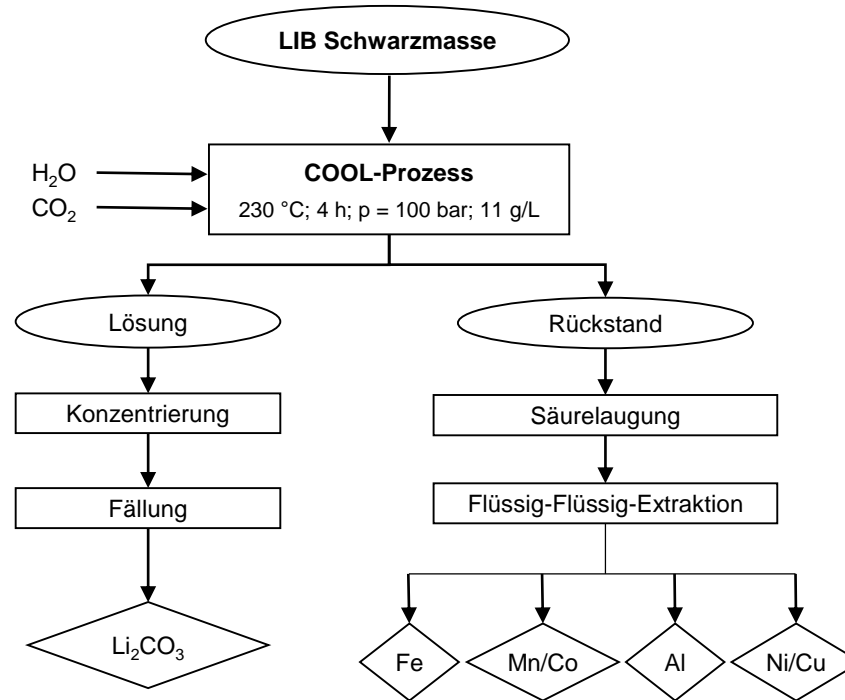 LIB Schwarzmasse
H₂O
CO₂
COOL-Prozess
230 °C; 4 h; p = 100 bar; 11 g/L
Lösung
Rückstand
Konzentrierung
Säurelaugung
Fällung
Flüssig-Flüssig-Extraktion
Li₂CO₃
Fe
Mn/Co
Al
Ni/Cu